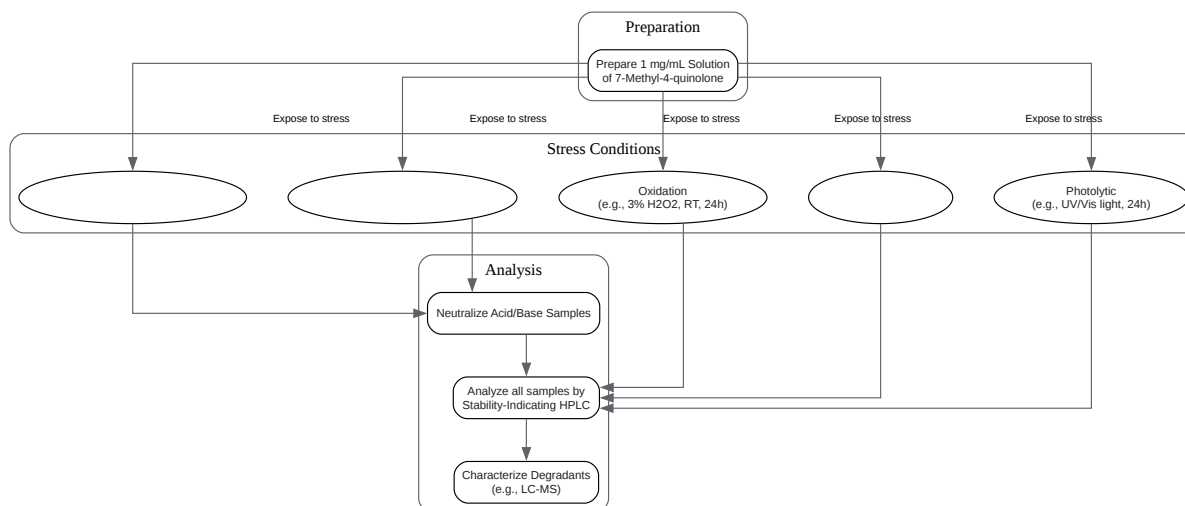 Preparation
Prepare 1 mg/mL Solution
of 7-Methyl-4-quinolone
Expose to stress
Expose to stress
Expose to stress
Expose to stress
Expose to stress
Stress Conditions
Oxidation
(e.g., 3% H2O2, RT, 24h)
Photolytic
(e.g., UV/Vis light, 24h)
Analysis
Neutralize Acid/Base Samples
Analyze all samples by
Stability-Indicating HPLC
Characterize Degradants
(e.g., LC-MS)